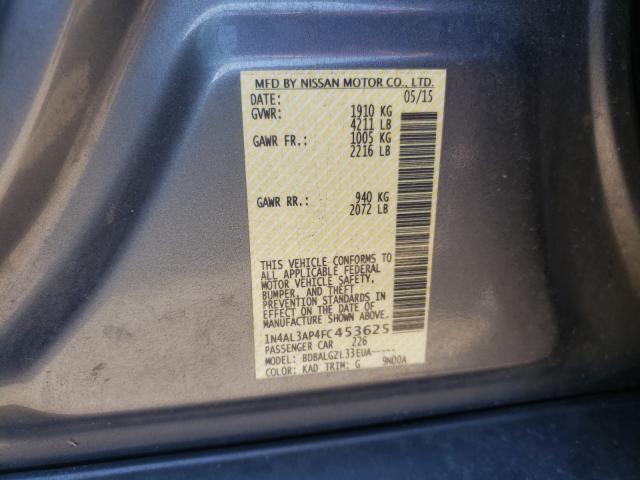 MFD BY NISSAN MOTOR CO., LTD.
DATE: 05/15
GVWR: 1910 KG
4211 LB
GAWR FR.: 1005 KG
2216 LB
GAWR RR.: 940 KG
2072 LB
THIS VEHICLE CONFORMS TO
ALL APPLICABLE FEDERAL
MOTOR VEHICLE SAFETY,
BUMPER, AND THEFT
PREVENTION STANDARDS IN
EFFECT ON THE DATE OF
MANUFACTURE SHOWN ABOVE.
1N4AL3AP4FC453625
PASSENGER CAR 226
MODEL: BDBALGZL33EUA-----
COLOR: KAD TRIM: G 9N00A